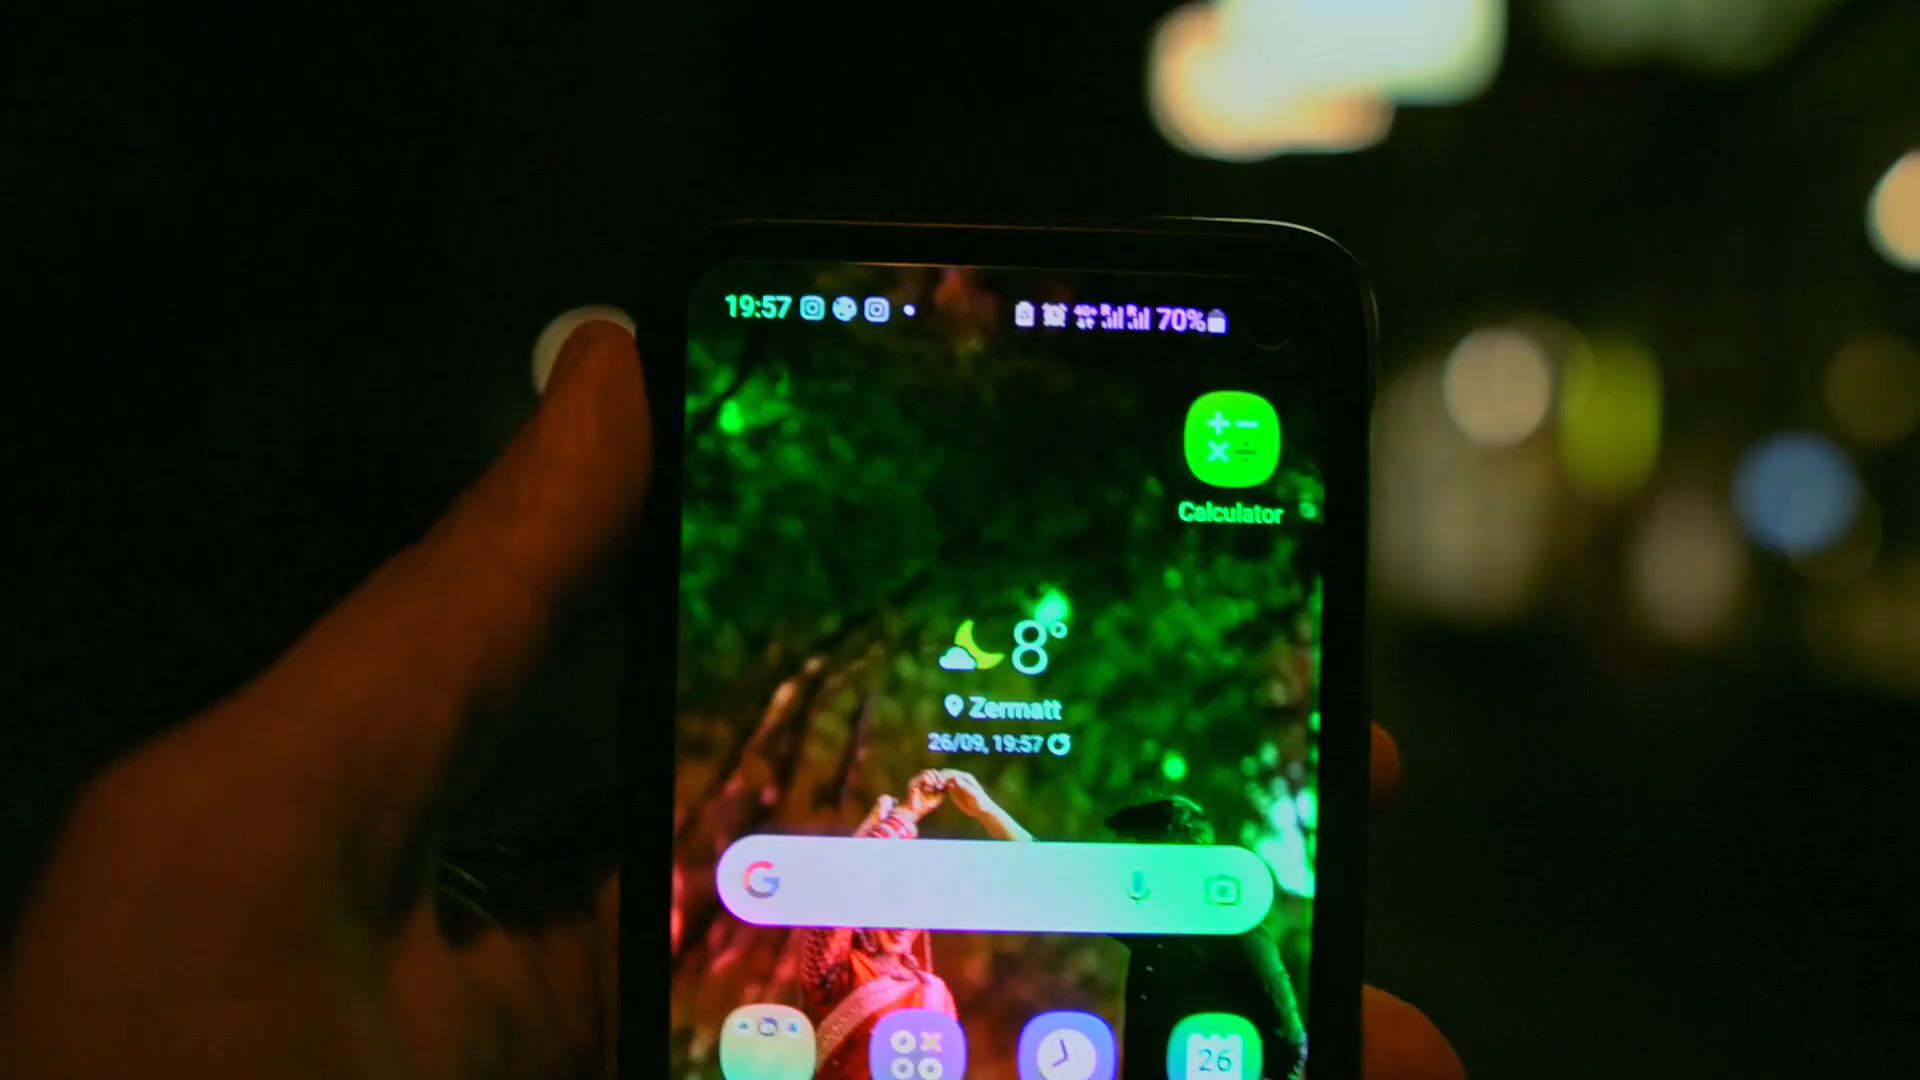 19:57 70%
Calculator
8°
Zermatt
26/09, 19:57
G
26